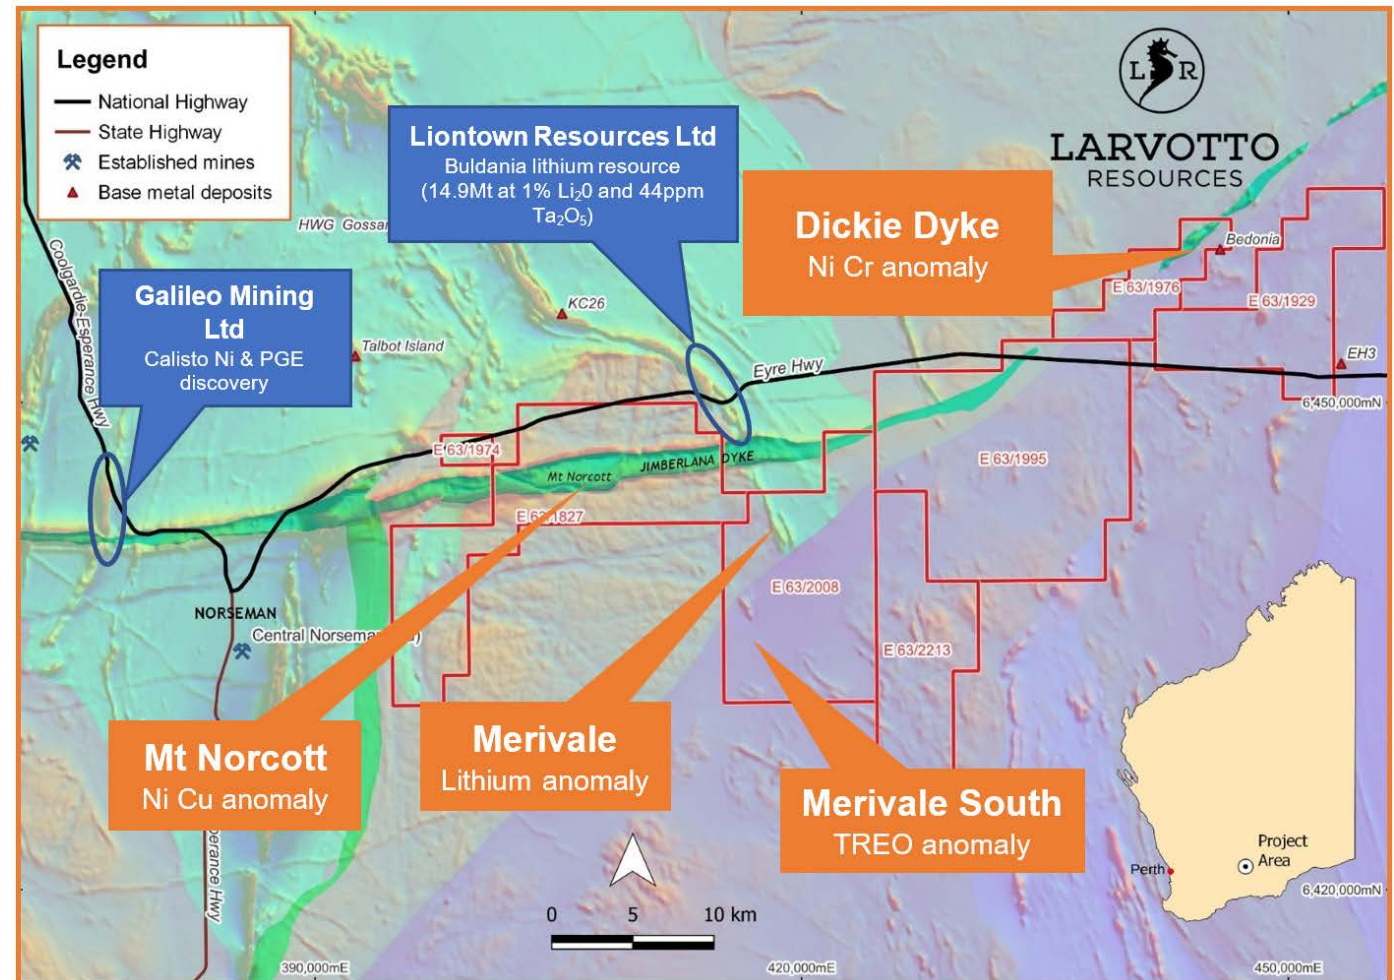 Legend
National Highway
State Highway
Established mines
Base metal deposits
L R
LARVOTTO
RESOURCES
Liontown Resources Ltd
Buldania lithium resource
(14.9Mt at 1% Li₂0 and 44ppm
Ta₂O₅)
Dickie Dyke
Ni Cr anomaly
HWG Gossan
Bedonia
E 63/1976
E 63/1929
Coolgardie-Esperance Hwy
Galileo Mining
Ltd
Calisto Ni & PGE
discovery
KC26
Talbot Island
Eyre Hwy
EH3
6,450,000mN
E 63/1974
JIMBERLANA DYKE
Mt Norcott
E 63/1995
E 63/1827
E 63/2008
NORSEMAN
Central Norseman
E 63/2213
Mt Norcott
Ni Cu anomaly
Merivale
Lithium anomaly
Merivale South
TREO anomaly
Project
Area
Perth
6,420,000mN
perance Hwy
0 5 10 km
390,000mE
420,000mE
450,000mE